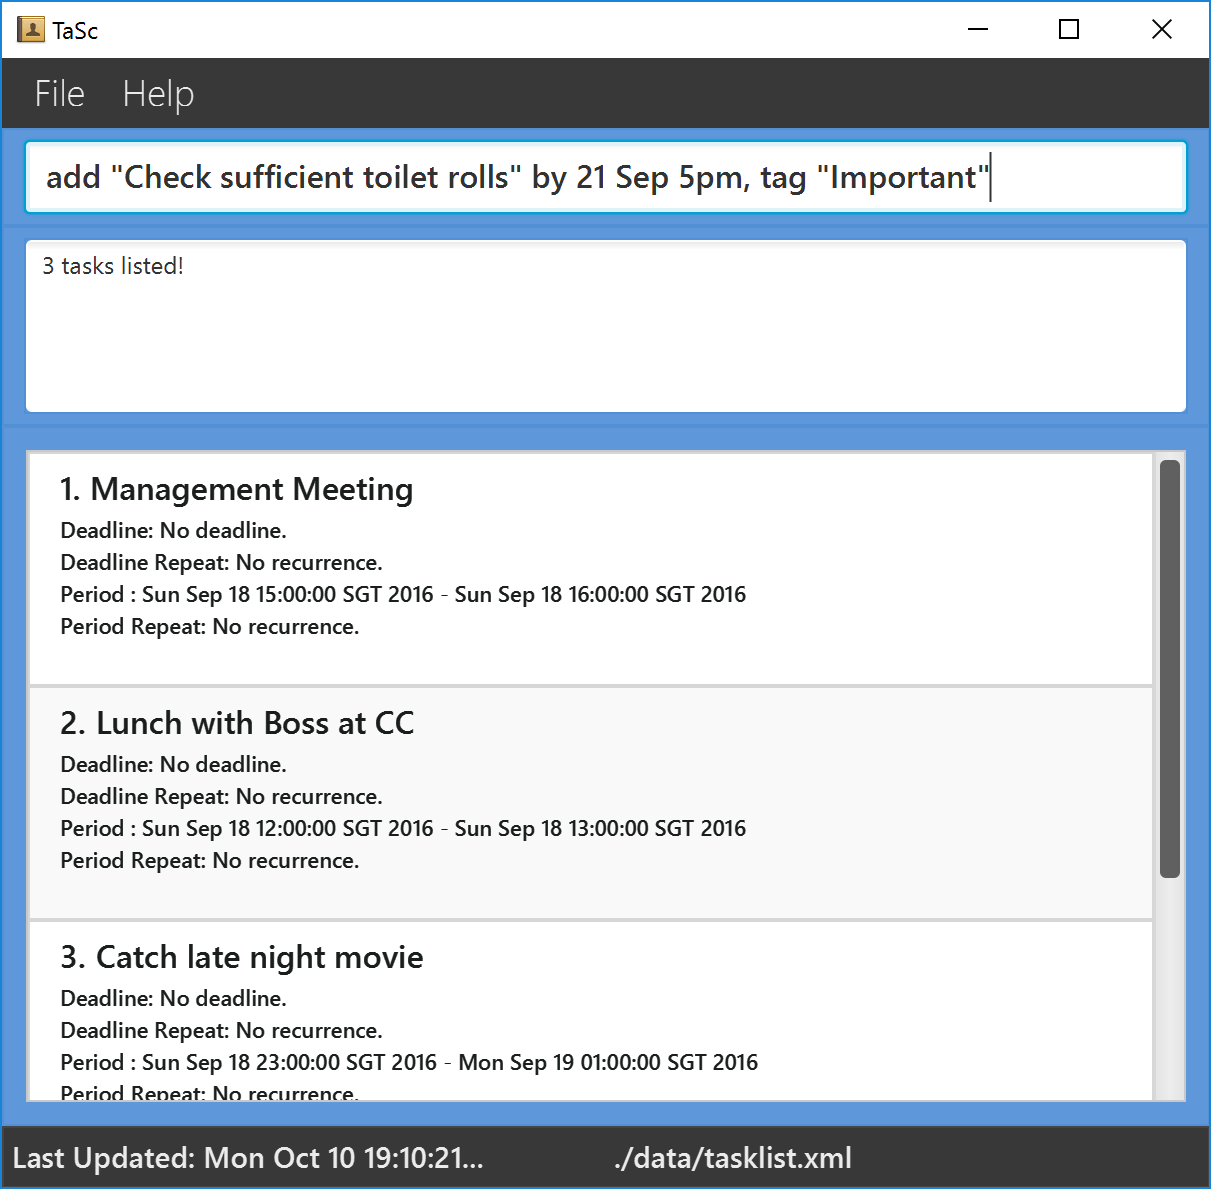 TaSc
File Help
add "Check sufficient toilet rolls" by 21 Sep 5pm, tag "Important"
3 tasks listed!
1. Management Meeting
Deadline: No deadline.
Deadline Repeat: No recurrence.
Period : Sun Sep 18 15:00:00 SGT 2016 - Sun Sep 18 16:00:00 SGT 2016
Period Repeat: No recurrence.
2. Lunch with Boss at CC
Deadline: No deadline.
Deadline Repeat: No recurrence.
Period : Sun Sep 18 12:00:00 SGT 2016 - Sun Sep 18 13:00:00 SGT 2016
Period Repeat: No recurrence.
3. Catch late night movie
Deadline: No deadline.
Deadline Repeat: No recurrence.
Period : Sun Sep 18 23:00:00 SGT 2016 - Mon Sep 19 01:00:00 SGT 2016
Period Repeat: No recurrence.
Last Updated: Mon Oct 10 19:10:21... ./data/tasklist.xml